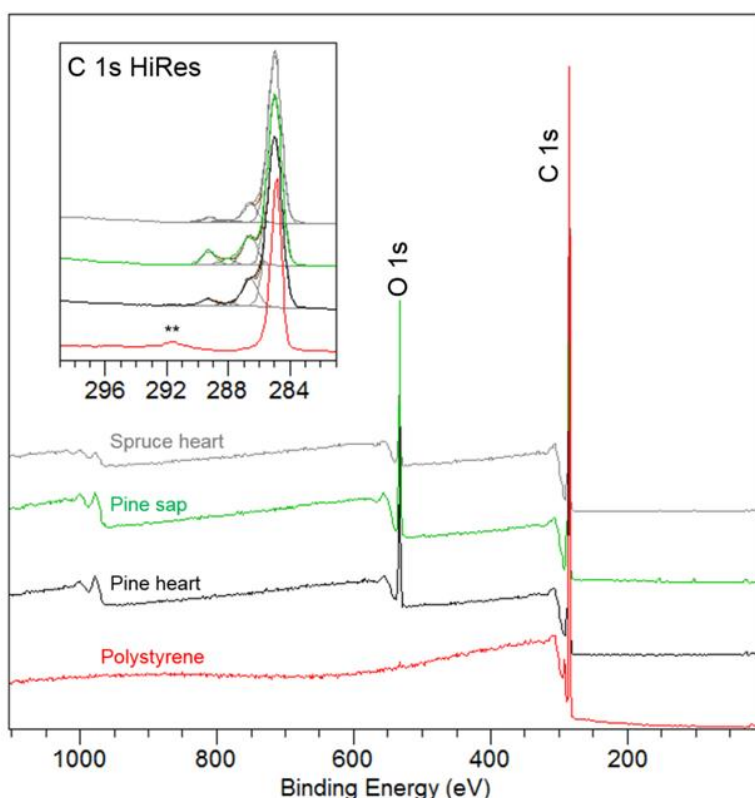 C 1s HiRes
**
296 292 288 284
C 1s
O 1s
Spruce heart
Pine sap
Pine heart
Polystyrene
1000 800 600 400 200
Binding Energy (eV)